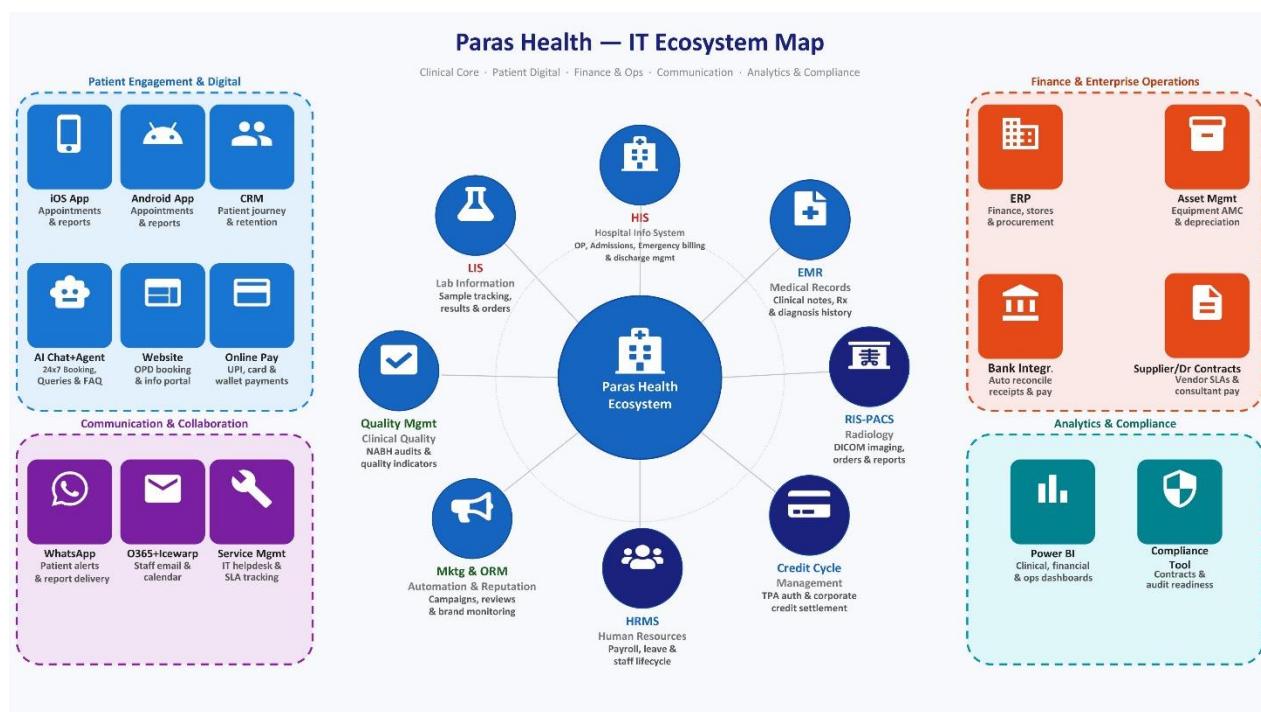 Paras Health — IT Ecosystem Map
Clinical Core · Patient Digital · Finance & Ops · Communication · Analytics & Compliance
Patient Engagement & Digital
iOS App
Appointments
& reports
Android App
Appointments
& reports
CRM
Patient journey
& retention
AI Chat+Agent
24x7 Booking,
Queries & FAQ
Website
OPD booking
& info portal
Online Pay
UPI, card &
wallet payments
Communication & Collaboration
WhatsApp
Patient alerts
& report delivery
O365+Icewarp
Staff email &
calendar
Service Mgmt
IT helpdesk &
SLA tracking
HIS
Hospital Info System
OP, Admissions, Emergency billing
& discharge mgmt
LIS
Lab Information
Sample tracking,
results & orders
EMR
Medical Records
Clinical notes, Rx
& diagnosis history
Quality Mgmt
Clinical Quality
NABH audits &
quality indicators
Paras Health
Ecosystem
RIS-PACS
Radiology
DICOM imaging,
orders & reports
Mktg & ORM
Automation & Reputation
Campaigns, reviews
& brand monitoring
HRMS
Human Resources
Payroll, leave &
staff lifecycle
Credit Cycle
Management
TPA auth & corporate
credit settlement
Finance & Enterprise Operations
ERP
Finance, stores
& procurement
Asset Mgmt
Equipment AMC
& depreciation
Bank Integr.
Auto reconcile
receipts & pay
Supplier/Dr Contracts
Vendor SLAs &
consultant pay
Analytics & Compliance
Power BI
Clinical, financial
& ops dashboards
Compliance
Tool
Contracts &
audit readiness